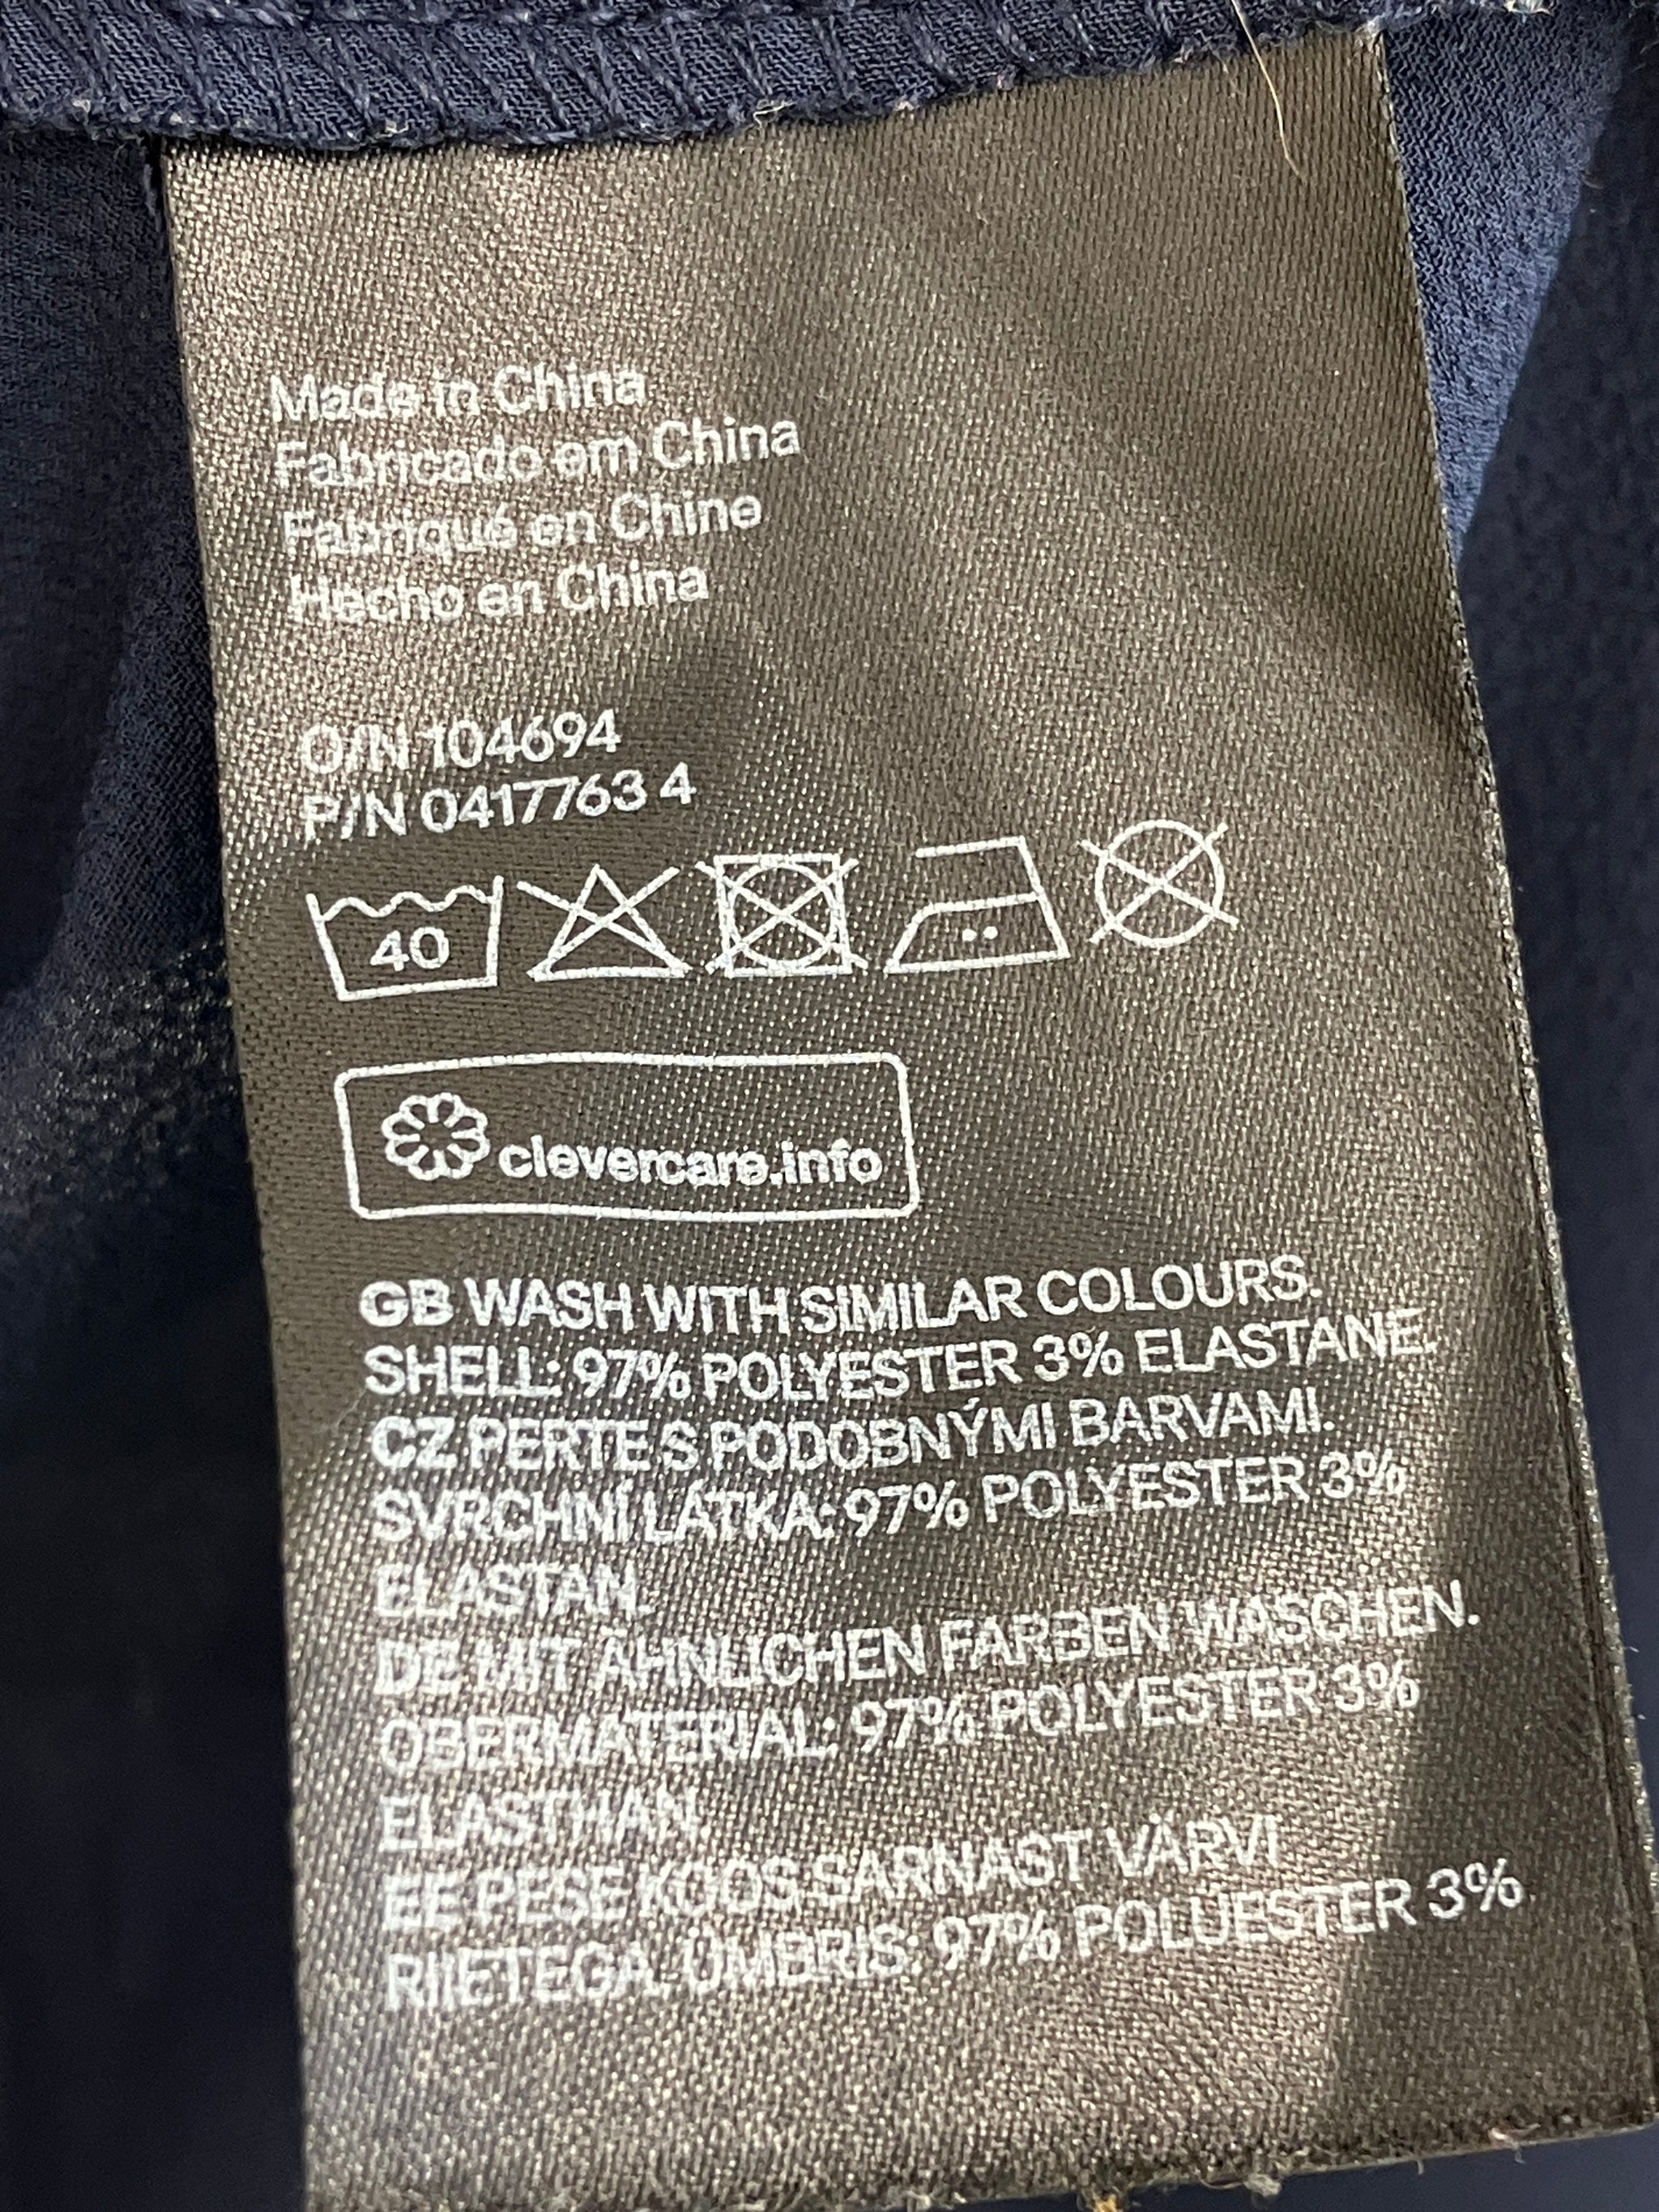 Made in China
Fabricado em China
Fabriqué en Chine
Hecho en China
O/N 104694
P/N 0417763 4
40
clevercare.info
GB WASH WITH SIMILAR COLOURS.
SHELL: 97% POLYESTER 3% ELASTANE.
CZ PERTE S PODOBNÝMI BARVAMI.
SVRCHNÍ LÁTKA: 97% POLYESTER 3%
ELASTAN.
DE MIT ÄHNLICHEN FARBEN WASCHEN.
OBERMATERIAL: 97% POLYESTER 3%
ELASTHAN
EE PESE KOOS SARNAST VÄRVI
RIIETEGA. ÜMBRIS: 97% POLUESTER 3%